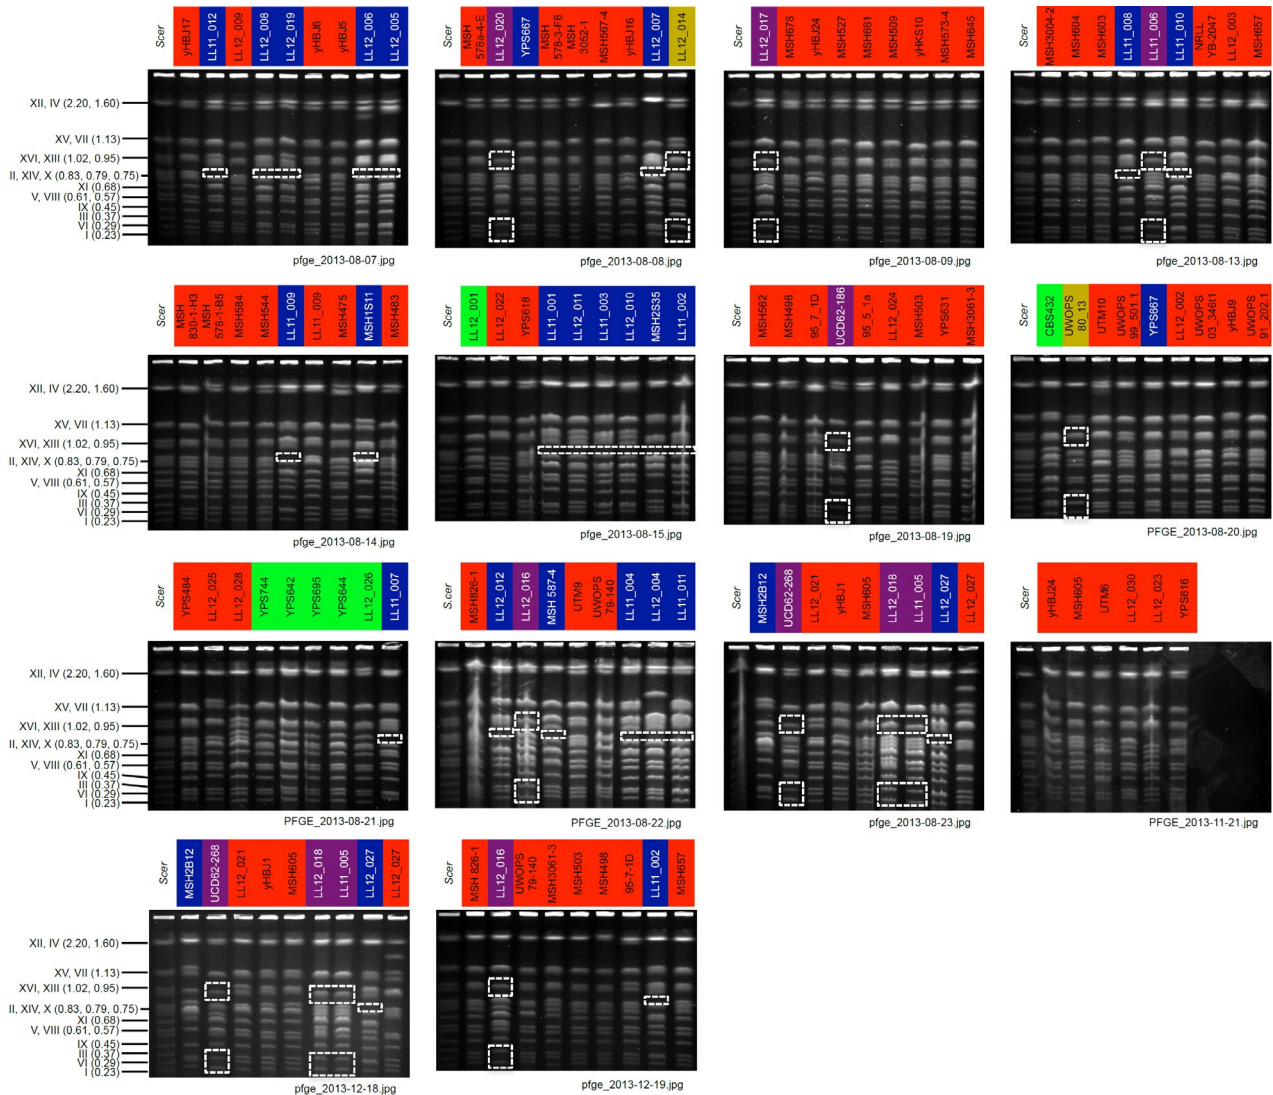 Scer
yHBJ17
LL11_012
LL12_009
LL12_008
LL12_019
yHBJ6
yHBJ5
LL12_006
LL12_005
XII, IV (2.20, 1.60)
XV, VII (1.13)
XVI, XIII (1.02, 0.95)
II, XIV, X (0.83, 0.79, 0.75)
XI (0.68)
V, VIII (0.61, 0.57)
IX (0.45)
III (0.37)
VI (0.29)
I (0.23)
pfge_2013-08-07.jpg
Scer
MSH
578a-4-E
LL12_020
YPS667
MSH
578-3-F8
MSH
3052-1
MSH567-4
yHBJ16
LL12_007
LL12_014
pfge_2013-08-08.jpg
Scer
LL12_017
MSH678
yHBJ24
MSH527
MSH661
MSH509
yHKS10
MSH573-4
MSH645
pfge_2013-08-09.jpg
Scer
MSH3004-2
MSH604
MSH603
LL11_008
LL11_006
LL11_010
NRLL
YB-2047
LL12_003
MSH657
pfge_2013-08-13.jpg
Scer
MSH
830-1-H3
MSH
578-1-B5
MSH584
MSH544
LL11_009
LL11_009
MSH475
MSH1S11
MSH483
XII, IV (2.20, 1.60)
XV, VII (1.13)
XVI, XIII (1.02, 0.95)
II, XIV, X (0.83, 0.79, 0.75)
XI (0.68)
V, VIII (0.61, 0.57)
IX (0.45)
III (0.37)
VI (0.29)
I (0.23)
pfge_2013-08-14.jpg
Scer
LL12_001
LL12_022
YPS618
LL11_001
LL12_011
LL11_003
LL12_010
MSH2S35
LL11_002
pfge_2013-08-15.jpg
Scer
MSH562
MSH498
95_7_1D
UCD62-186
95_5_1a
LL12_024
MSH503
YPS631
MSH3061-3
pfge_2013-08-19.jpg
Scer
CBS432
UWOPS
80_13
UTM10
UWOPS
99_501.1
YPS667
LL12_002
UWOPS
03_346t1
yHBJ9
UWOPS
91_202.1
PFGE_2013-08-20.jpg
Scer
YPS484
LL12_025
LL12_028
YPS744
YPS642
YPS695
YPS644
LL12_026
LL11_007
XII, IV (2.20, 1.60)
XV, VII (1.13)
XVI, XIII (1.02, 0.95)
II, XIV, X (0.83, 0.79, 0.75)
XI (0.68)
V, VIII (0.61, 0.57)
IX (0.45)
III (0.37)
VI (0.29)
I (0.23)
PFGE_2013-08-21.jpg
S.cer
MSH826-1
LL12_012
LL12_016
MSH 587-4
UTM9
UWOPS
79-140
LL11_004
LL12_004
LL11_011
PFGE_2013-08-22.jpg
Scer
MSH2B12
UCD62-268
LL12_021
yHBJ1
MSH605
LL12_018
LL11_005
LL12_027
LL12_027
pfge_2013-08-23.jpg
Scer
yHBJ24
MSH605
UTM6
LL12_030
LL12_023
YPS616
PFGE_2013-11-21.jpg
Scer
MSH2B12
UCD62-268
LL12_021
yHBJ1
MSH605
LL12_018
LL11_005
LL12_027
LL12_027
XII, IV (2.20, 1.60)
XV, VII (1.13)
XVI, XIII (1.02, 0.95)
II, XIV, X (0.83, 0.79, 0.75)
XI (0.68)
V, VIII (0.61, 0.57)
IX (0.45)
III (0.37)
VI (0.29)
I (0.23)
pfge_2013-12-18.jpg
Scer
MSH 826-1
LL12_016
UWOPS
79-140
MSH3061-3
MSH503
MSH498
95-7-1D
LL11_002
MSH657
pfge_2013-12-19.jpg